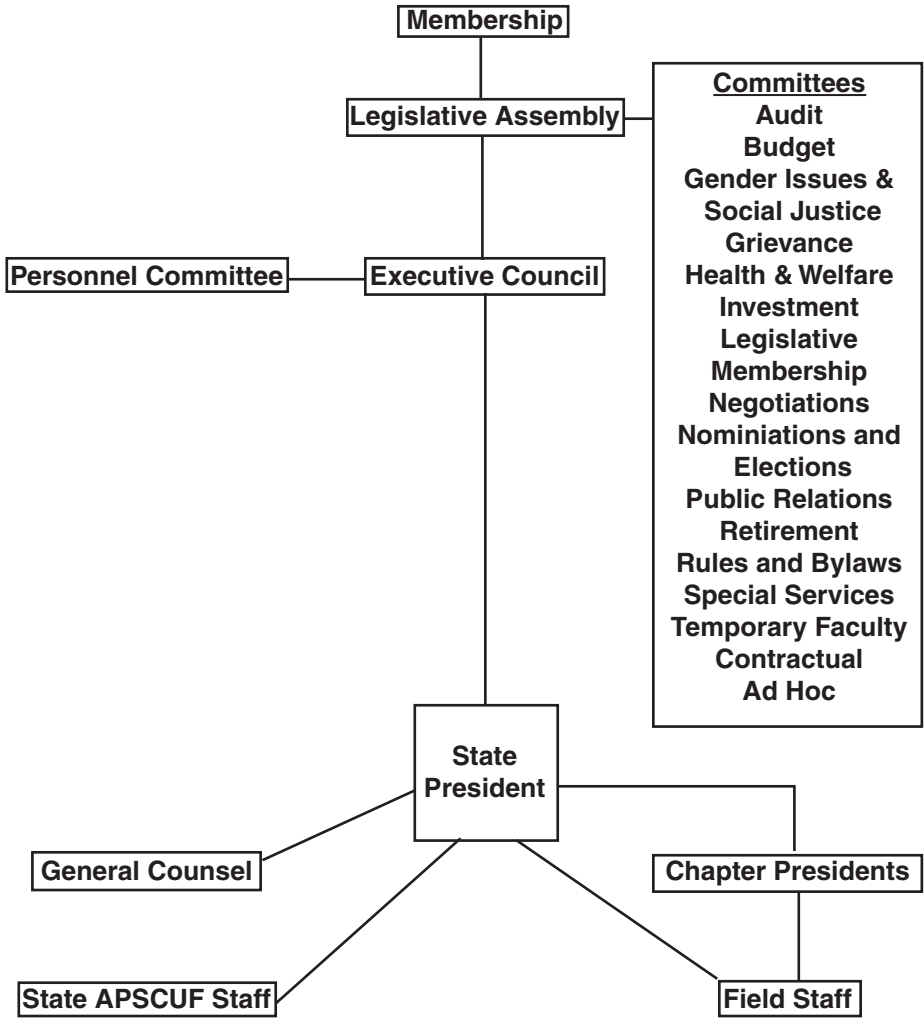 Membership
Legislative Assembly
Committees
Audit
Budget
Gender Issues &
Social Justice
Grievance
Health & Welfare
Investment
Legislative
Membership
Negotiations
Nominiations and
Elections
Public Relations
Retirement
Rules and Bylaws
Special Services
Temporary Faculty
Contractual
Ad Hoc
Personnel Committee
Executive Council
State
President
General Counsel
Chapter Presidents
State APSCUF Staff
Field Staff